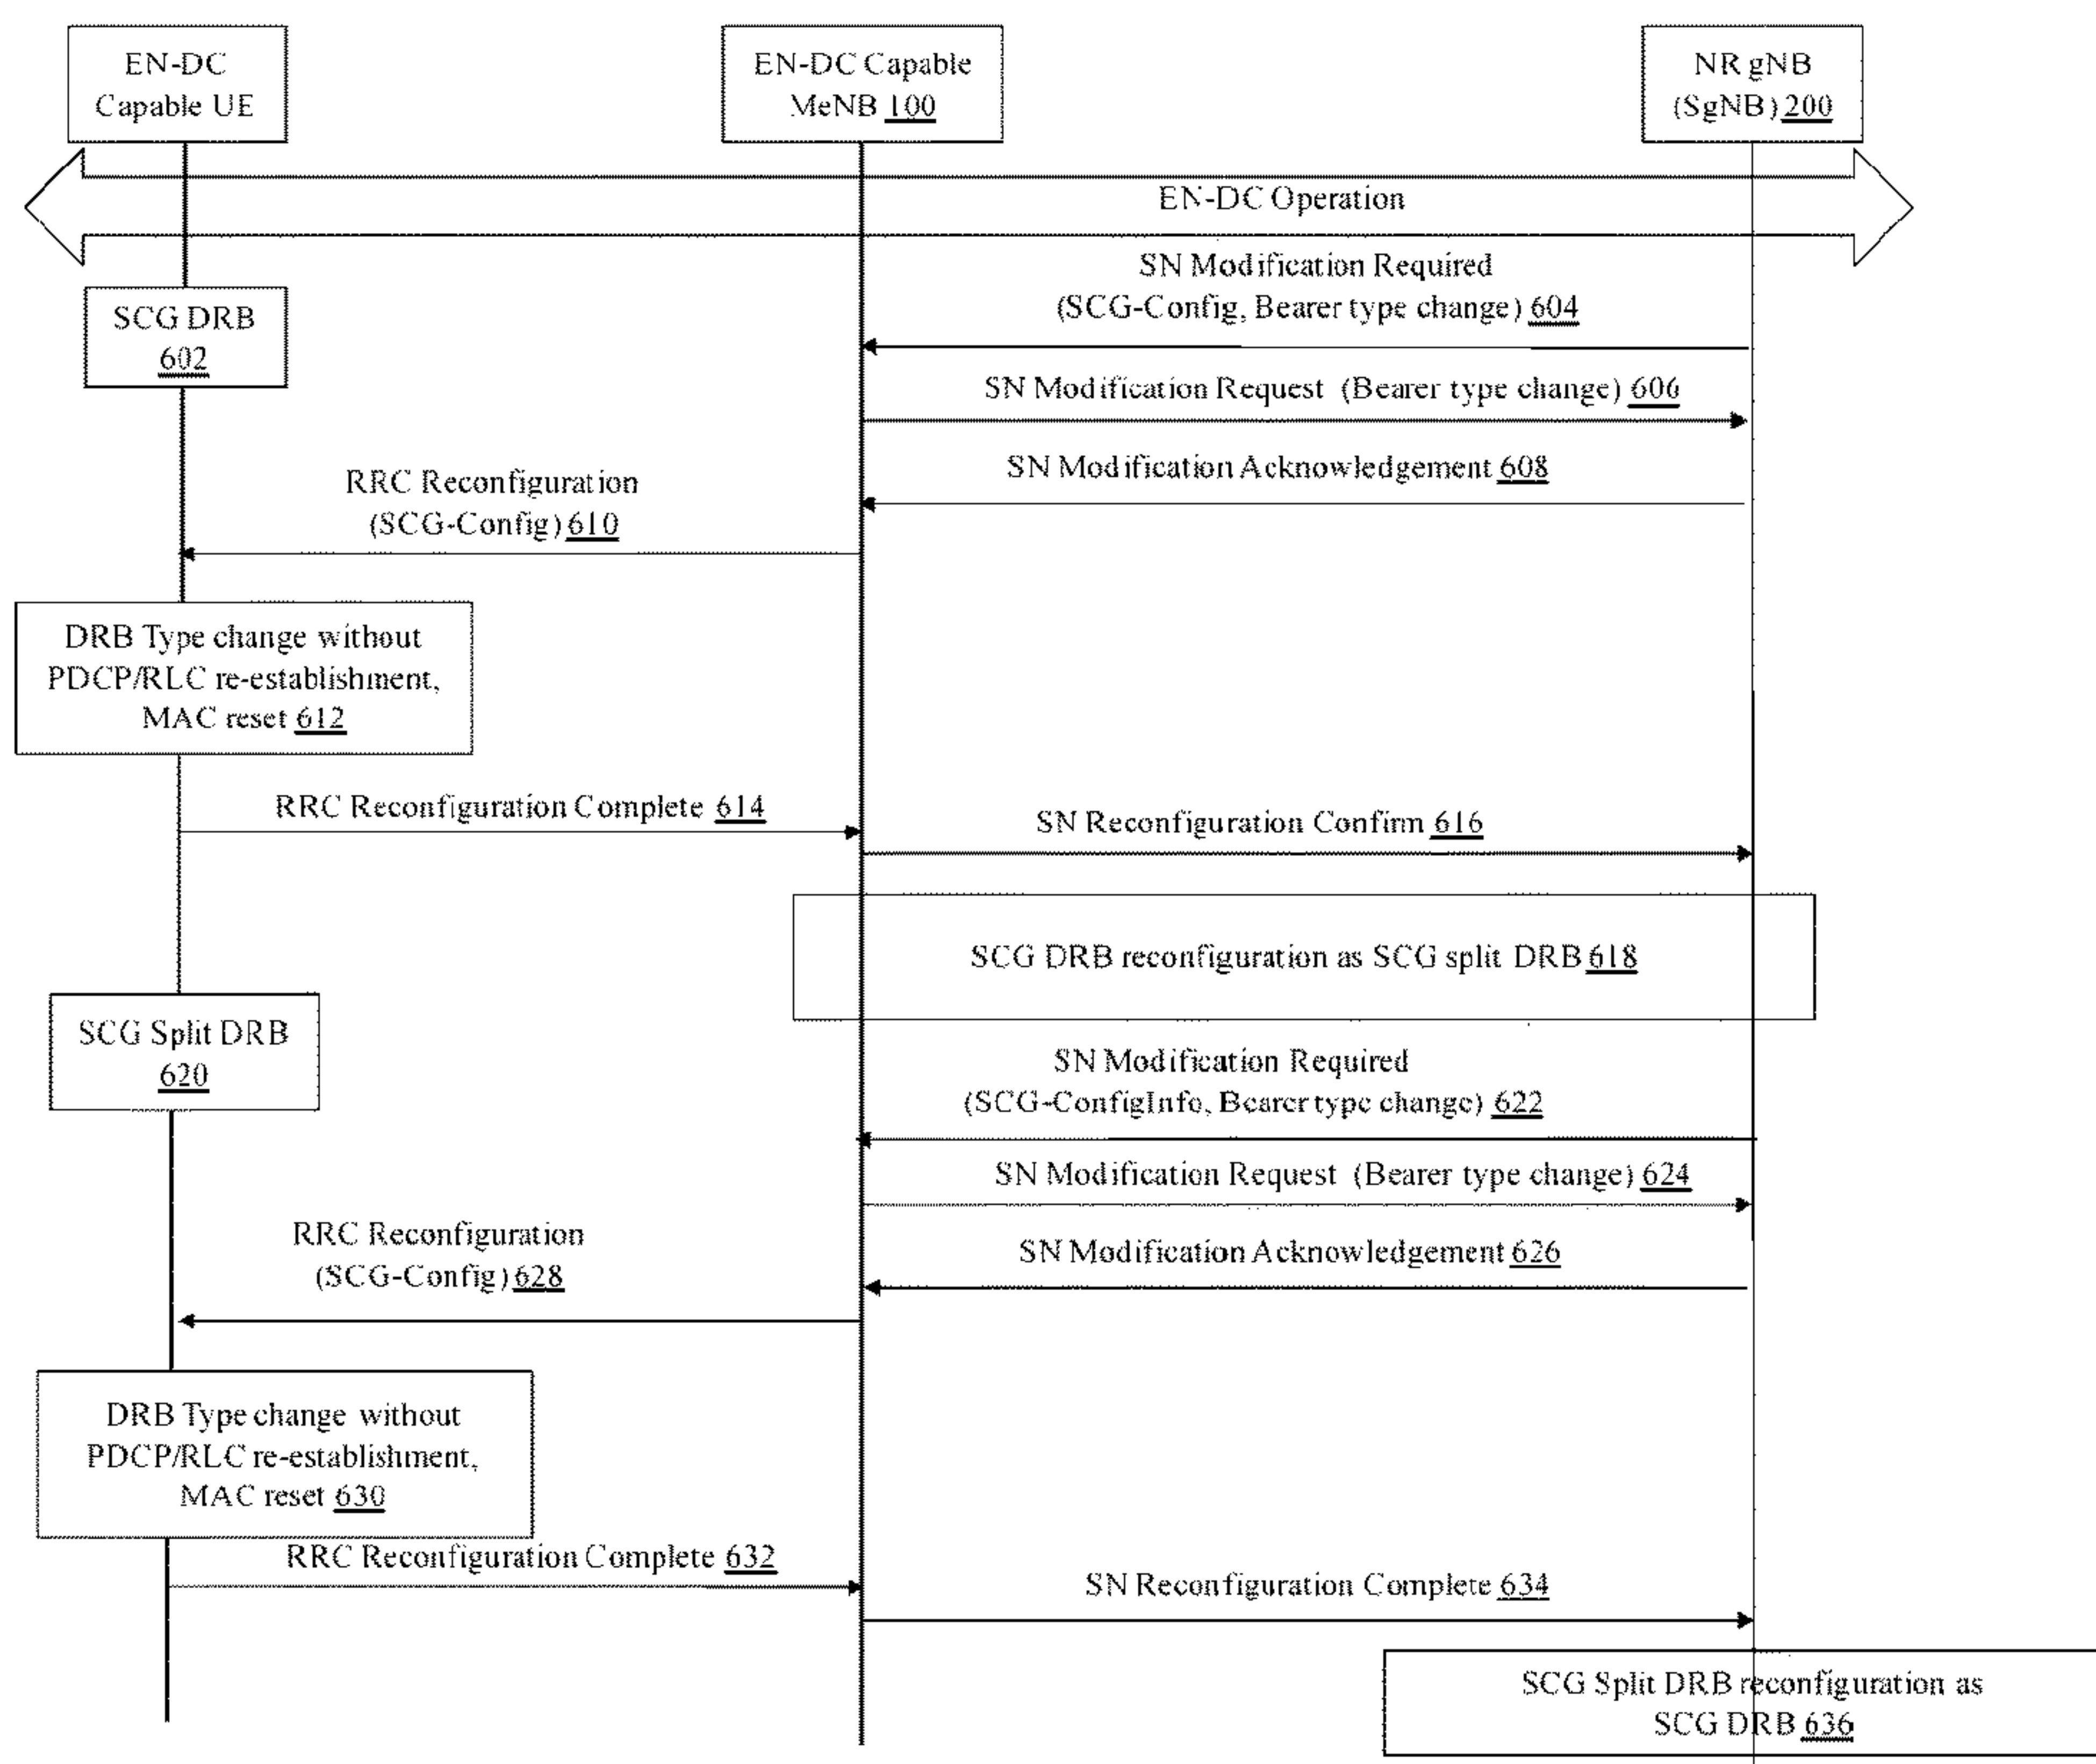 EN-DC
Capable UE
EN-DC Capable
MeNB 100
NR gNB
(SgNB) 200
EN-DC Operation
SN Modification Required
(SCG-Config, Bearer type change) 604
SCG DRB
602
SN Modification Request (Bearer type change) 606
SN Modification Acknowledgement 608
RRC Reconfiguration
(SCG-Config) 610
DRB Type change without
PDCP/RLC re-establishment,
MAC reset 612
RRC Reconfiguration Complete 614
SN Reconfiguration Confirm 616
SCG DRB reconfiguration as SCG split DRB 618
SCG Split DRB
620
SN Modification Required
(SCG-ConfigInfo, Bearer type change) 622
SN Modification Request (Bearer type change) 624
SN Modification Acknowledgement 626
RRC Reconfiguration
(SCG-Config) 628
DRB Type change without
PDCP/RLC re-establishment,
MAC reset 630
RRC Reconfiguration Complete 632
SN Reconfiguration Complete 634
SCG Split DRB reconfiguration as
SCG DRB 636